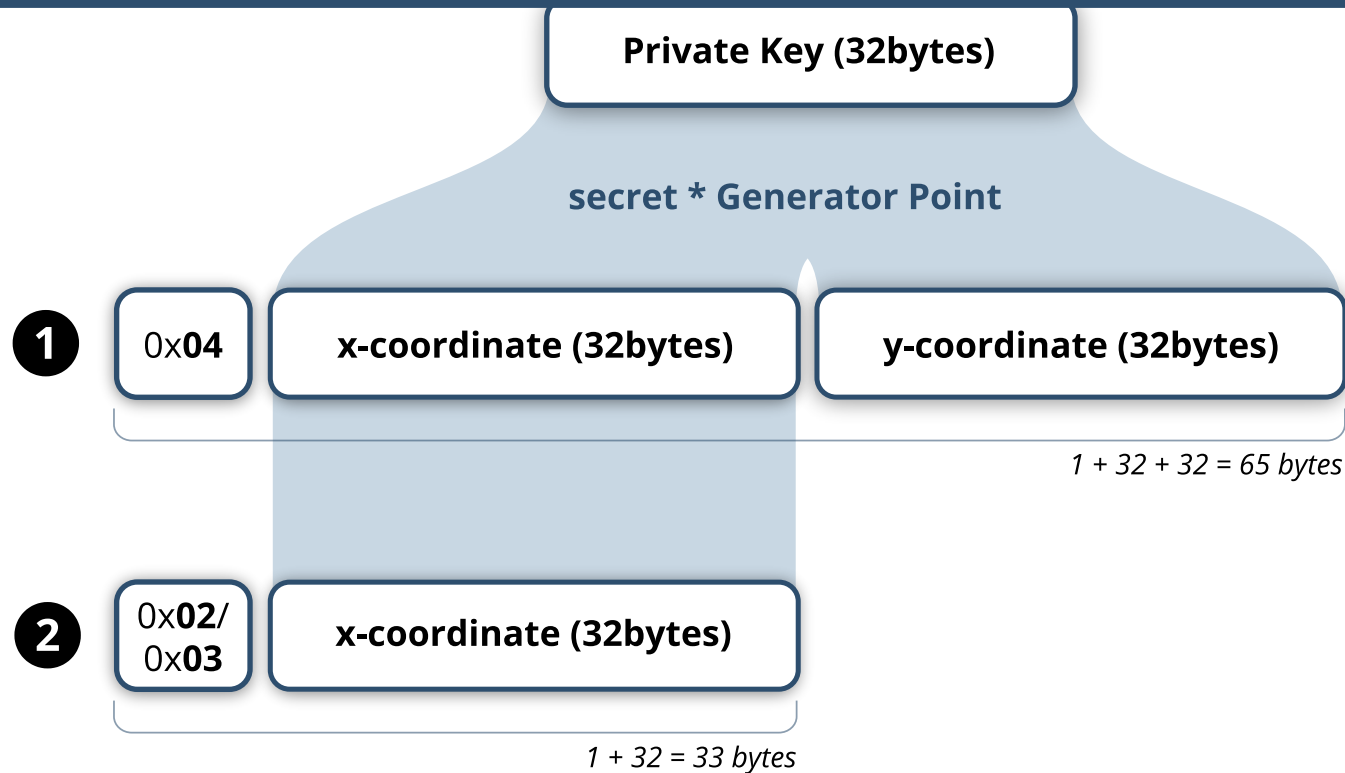 Private Key (32bytes)
secret * Generator Point
1
0x04
x-coordinate (32bytes)
y-coordinate (32bytes)
1 + 32 + 32 = 65 bytes
2
0x02/
0x03
x-coordinate (32bytes)
1 + 32 = 33 bytes